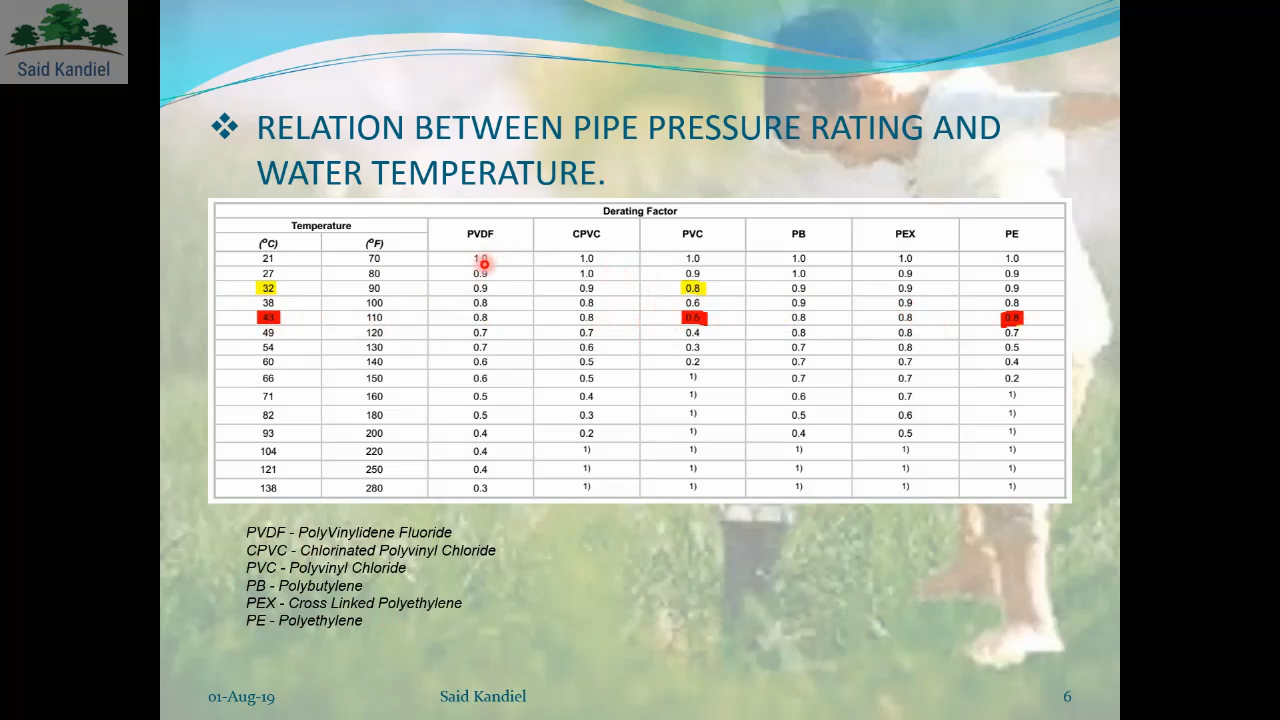 Said Kandiel
❖ RELATION BETWEEN PIPE PRESSURE RATING AND
WATER TEMPERATURE.
Derating Factor
Temperature
PVDF CPVC PVC PB PEX PE
(°C) (°F)
21 70 1.0 1.0 1.0 1.0 1.0 1.0
27 80 0.9 1.0 0.9 1.0 0.9 0.9
32 90 0.9 0.9 0.8 0.9 0.9 0.9
38 100 0.8 0.8 0.6 0.9 0.9 0.8
43 110 0.8 0.8 0.5 0.8 0.8 0.8
49 120 0.7 0.7 0.4 0.8 0.8 0.7
54 130 0.7 0.6 0.3 0.7 0.8 0.5
60 140 0.6 0.5 0.2 0.7 0.7 0.4
66 150 0.6 0.5 1) 0.7 0.7 0.2
71 160 0.5 0.4 1) 0.6 0.7 1)
82 180 0.5 0.3 1) 0.5 0.6 1)
93 200 0.4 0.2 1) 0.4 0.5 1)
104 220 0.4 1) 1) 1) 1) 1)
121 250 0.4 1) 1) 1) 1) 1)
138 280 0.3 1) 1) 1) 1) 1)
PVDF - PolyVinylidene Fluoride
CPVC - Chlorinated Polyvinyl Chloride
PVC - Polyvinyl Chloride
PB - Polybutylene
PEX - Cross Linked Polyethylene
PE - Polyethylene
01-Aug-19 Said Kandiel 6